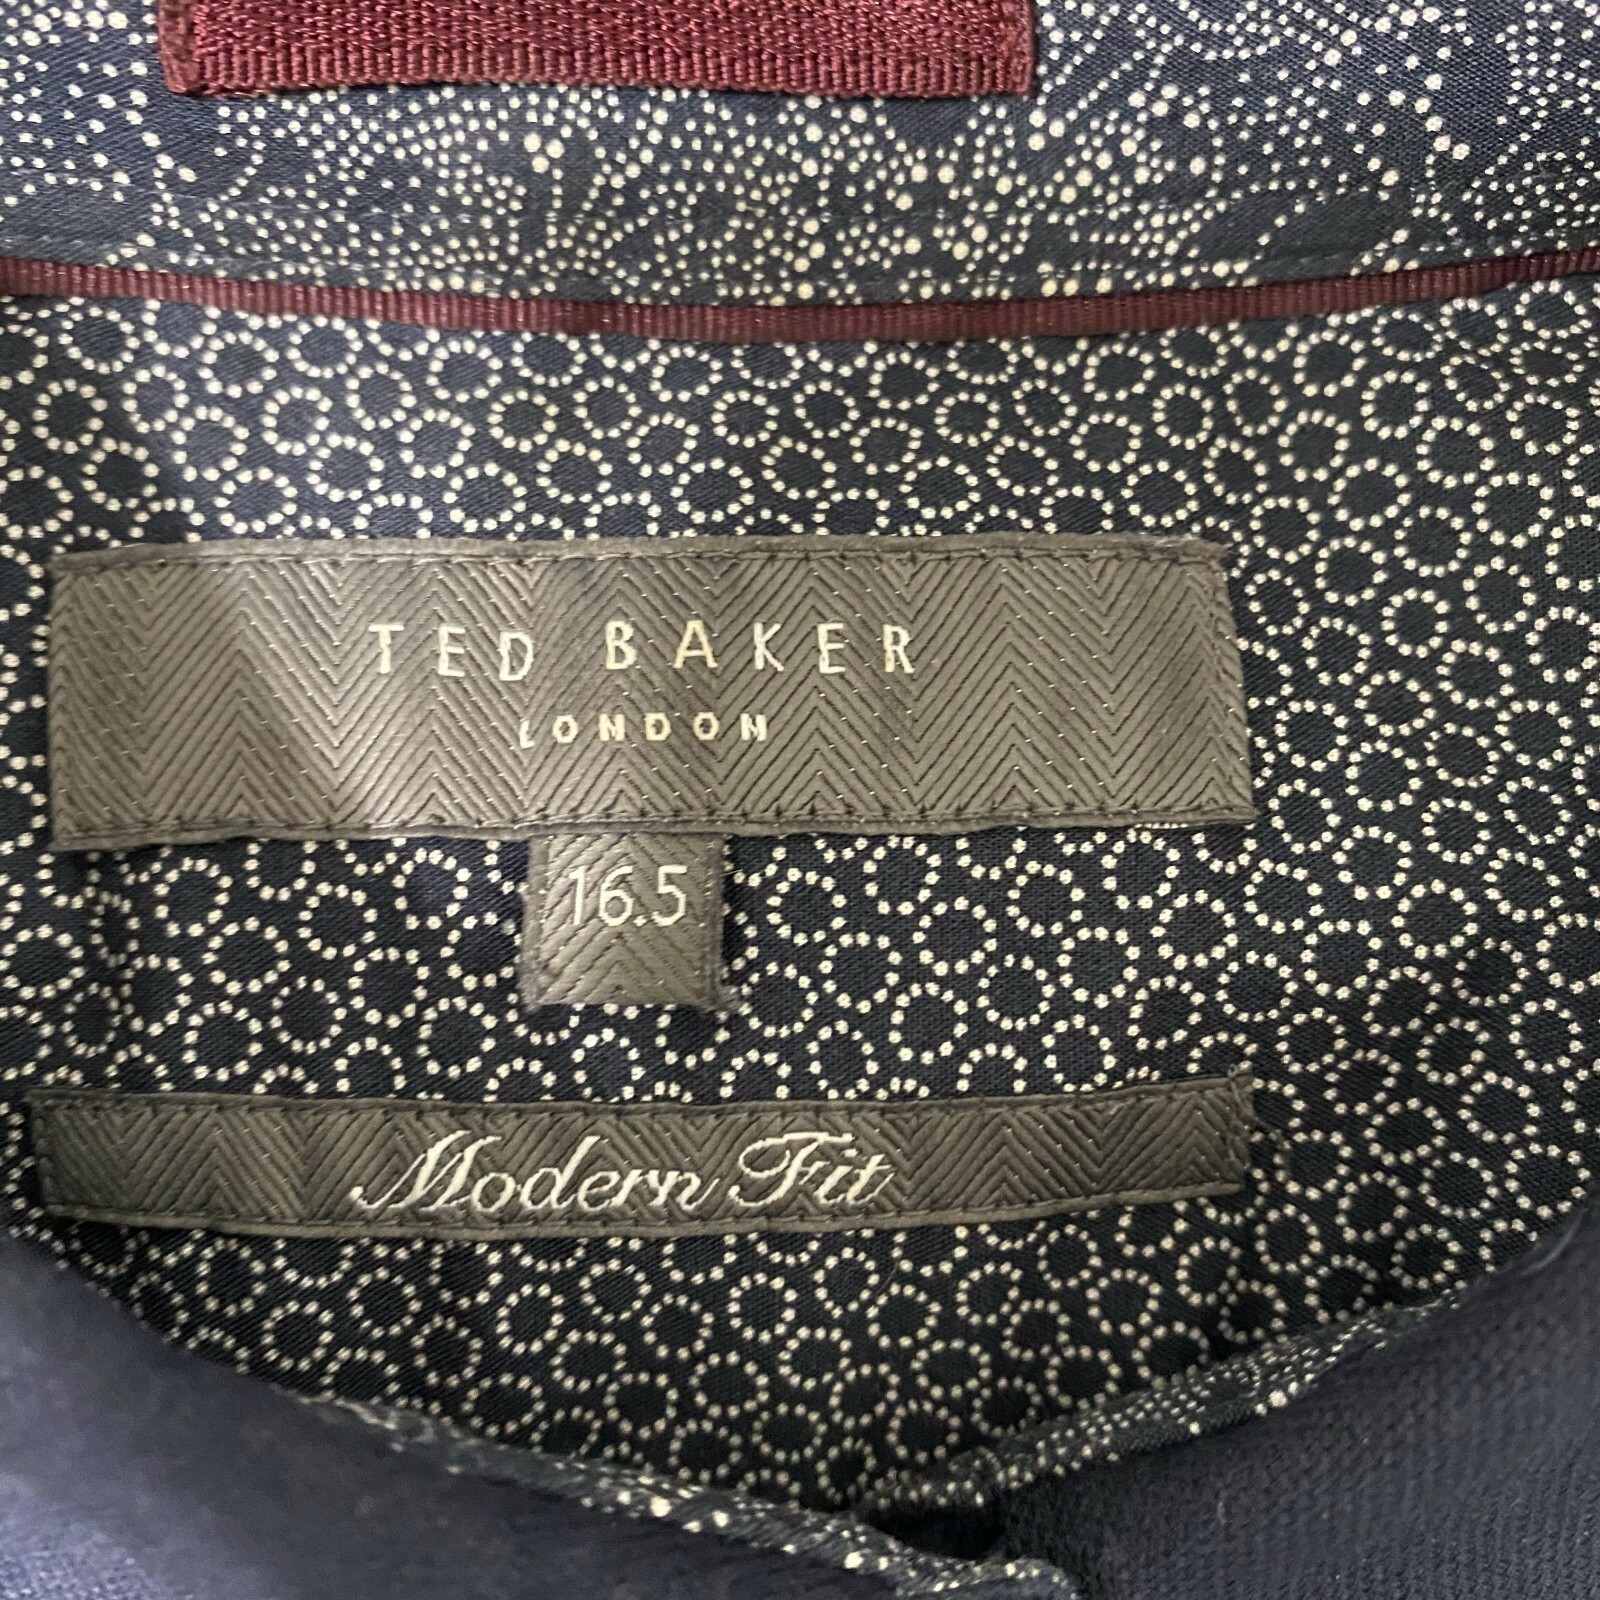 TED BAKER
LONDON
16.5
Modern Fit